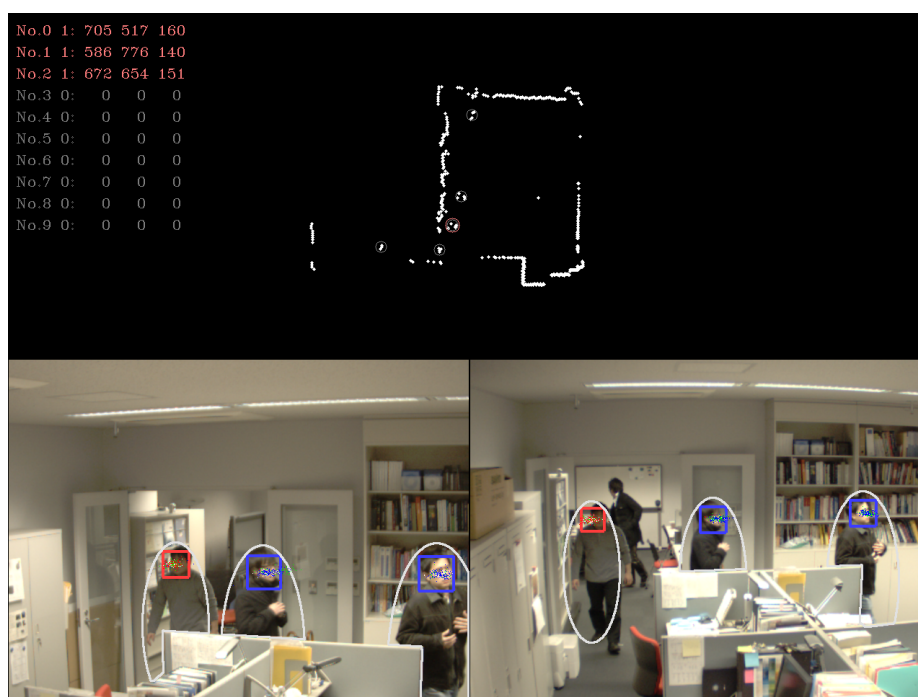 No.0 1: 705 517 160
No.1 1: 586 776 140
No.2 1: 672 654 151
No.3 0: 0 0 0
No.4 0: 0 0 0
No.5 0: 0 0 0
No.6 0: 0 0 0
No.7 0: 0 0 0
No.8 0: 0 0 0
No.9 0: 0 0 0